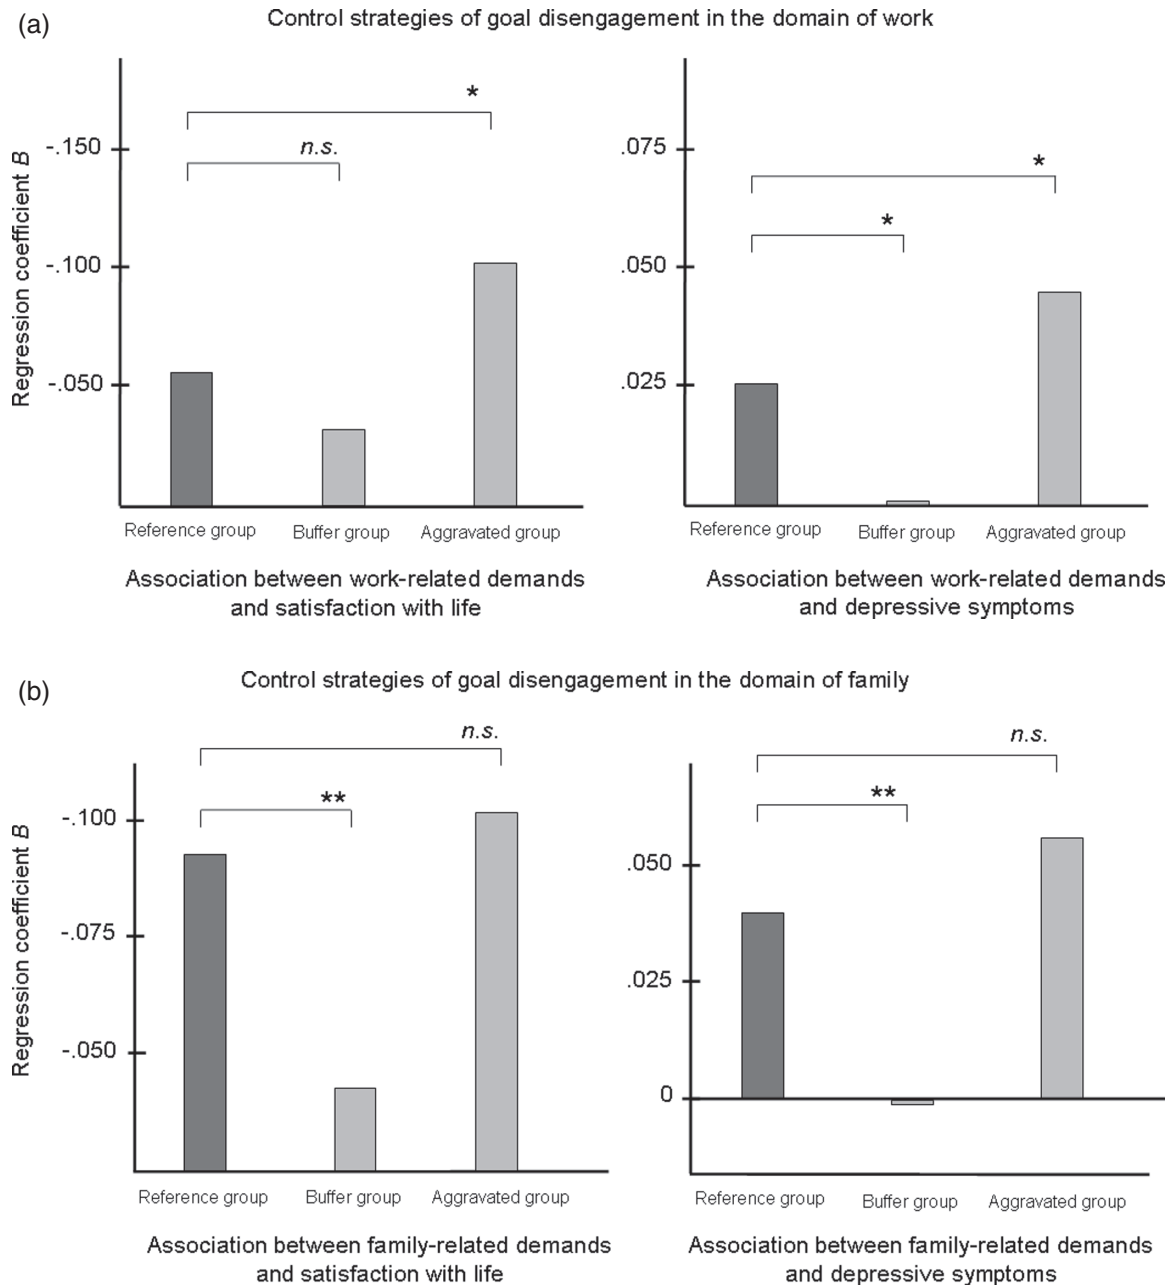 (a)
Control strategies of goal disengagement in the domain of work
Regression coefficient B
-.150
-.100
-.050
n.s.
*
Reference group
Buffer group
Aggravated group
Association between work-related demands
and satisfaction with life
.075
.050
.025
*
*
Reference group
Buffer group
Aggravated group
Association between work-related demands
and depressive symptoms
(b)
Control strategies of goal disengagement in the domain of family
Regression coefficient B
-.100
-.075
-.050
n.s.
**
Reference group
Buffer group
Aggravated group
Association between family-related demands
and satisfaction with life
.050
.025
0
n.s.
**
Reference group
Buffer group
Aggravated group
Association between family-related demands
and depressive symptoms